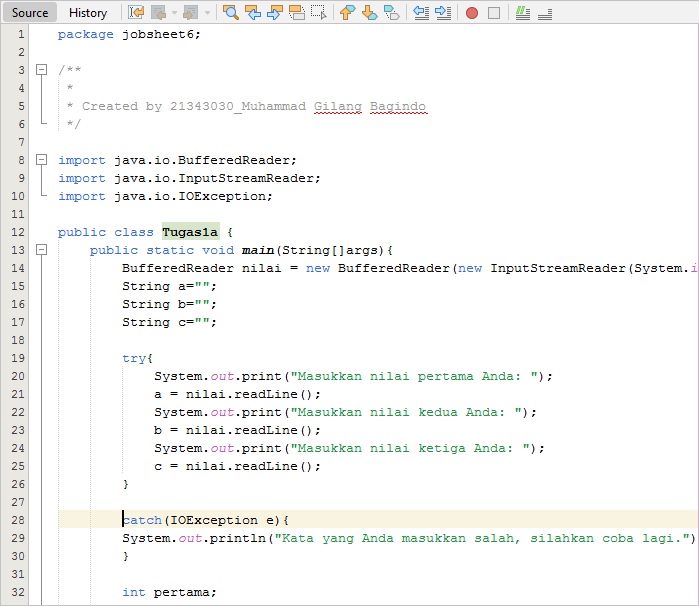 Source History
1 package jobsheet6;
2
3 /**
4 *
5 * Created by 21343030_Muhammad Gilang Bagindo
6 */
7
8 import java.io.BufferedReader;
9 import java.io.InputStreamReader;
10 import java.io.IOException;
11
12 public class Tugas1a {
13 public static void main(String[]args){
14 BufferedReader nilai = new BufferedReader(new InputStreamReader(System.i
15 String a="";
16 String b="";
17 String c="";
18
19 try{
20 System.out.print("Masukkan nilai pertama Anda: ");
21 a = nilai.readLine();
22 System.out.print("Masukkan nilai kedua Anda: ");
23 b = nilai.readLine();
24 System.out.print("Masukkan nilai ketiga Anda: ");
25 c = nilai.readLine();
26 }
27
28 catch(IOException e){
29 System.out.println("Kata yang Anda masukkan salah, silahkan coba lagi.")
30 }
31
32 int pertama;